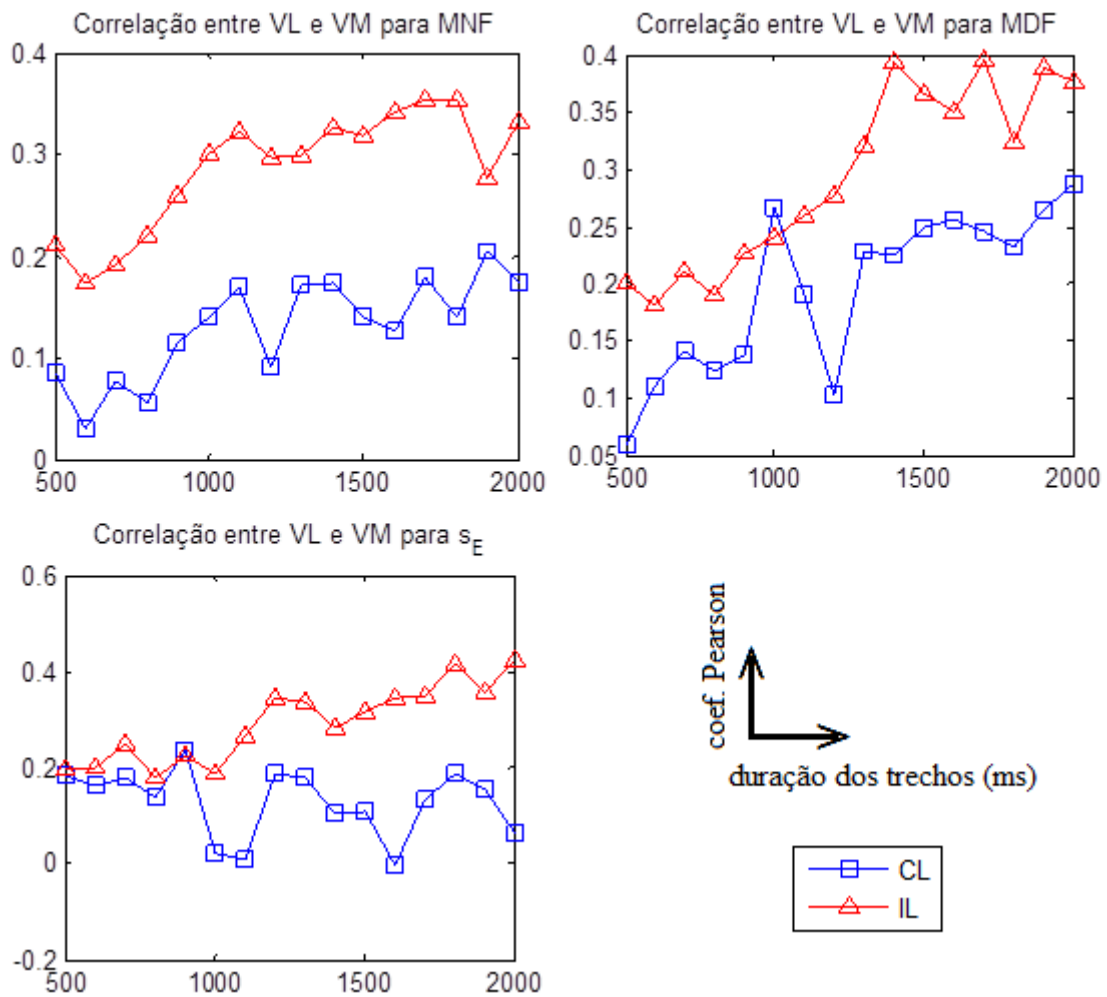 Correlação entre VL e VM para MNF
0.4
0.3
0.2
0.1
0
500 1000 1500 2000
Correlação entre VL e VM para MDF
0.4
0.35
0.3
0.25
0.2
0.15
0.1
0.05
500 1000 1500 2000
Correlação entre VL e VM para s_E
0.6
0.4
0.2
0
-0.2
500 1000 1500 2000
coef. Pearson
duração dos trechos (ms)
CL
IL